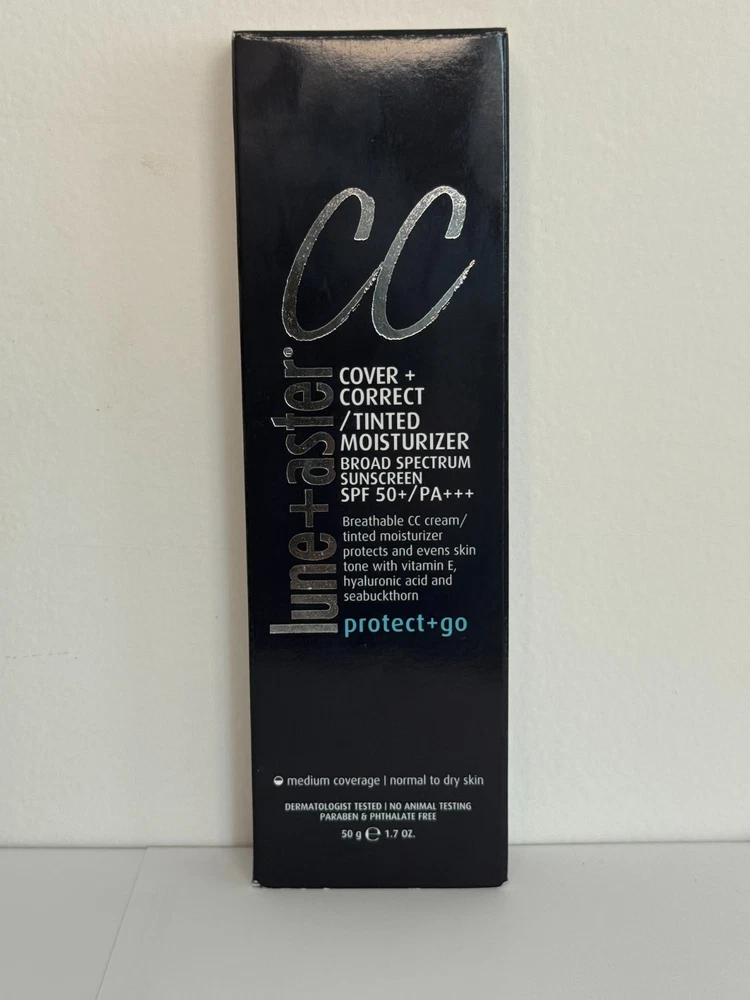 CC
lune+aster®
COVER +
CORRECT
/TINTED
MOISTURIZER
BROAD SPECTRUM
SUNSCREEN
SPF 50+/PA+++
Breathable CC cream/
tinted moisturizer
protects and evens skin
tone with vitamin E,
hyaluronic acid and
seabuckthorn
protect+go
medium coverage | normal to dry skin
DERMATOLOGIST TESTED | NO ANIMAL TESTING
PARABEN & PHTHALATE FREE
50 g ℮ 1.7 OZ.